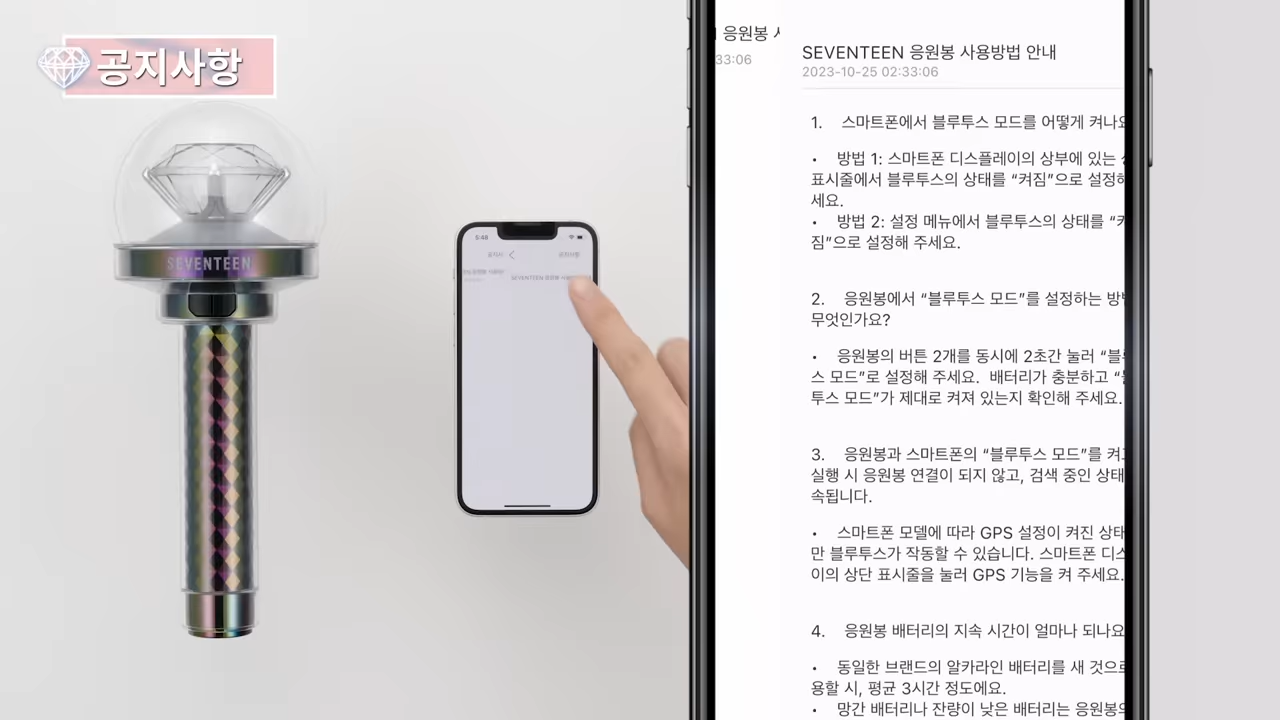 공지사항
SEVENTEEN
5:48
공지사항
응원봉 사
33:06
SEVENTEEN 응원봉 사용방법 안내
2023-10-25 02:33:06
1. 스마트폰에서 블루투스 모드를 어떻게 켜나요
• 방법 1: 스마트폰 디스플레이의 상부에 있는
표시줄에서 블루투스의 상태를 “켜짐”으로 설정해
세요.
• 방법 2: 설정 메뉴에서 블루투스의 상태를 “켜
짐”으로 설정해 주세요.
2. 응원봉에서 “블루투스 모드”를 설정하는 방법
무엇인가요?
• 응원봉의 버튼 2개를 동시에 2초간 눌러 “블루
스 모드”로 설정해 주세요. 배터리가 충분하고 “
투스 모드”가 제대로 켜져 있는지 확인해 주세요.
3. 응원봉과 스마트폰의 “블루투스 모드”를 켜고
실행 시 응원봉 연결이 되지 않고, 검색 중인 상태
속됩니다.
• 스마트폰 모델에 따라 GPS 설정이 켜진 상태
만 블루투스가 작동할 수 있습니다. 스마트폰 디스
이의 상단 표시줄을 눌러 GPS 기능을 켜 주세요.
4. 응원봉 배터리의 지속 시간이 얼마나 되나요
• 동일한 브랜드의 알카라인 배터리를 새 것으로
용할 시, 평균 3시간 정도에요.
• 망간 배터리나 잔량이 낮은 배터리는 응원봉으